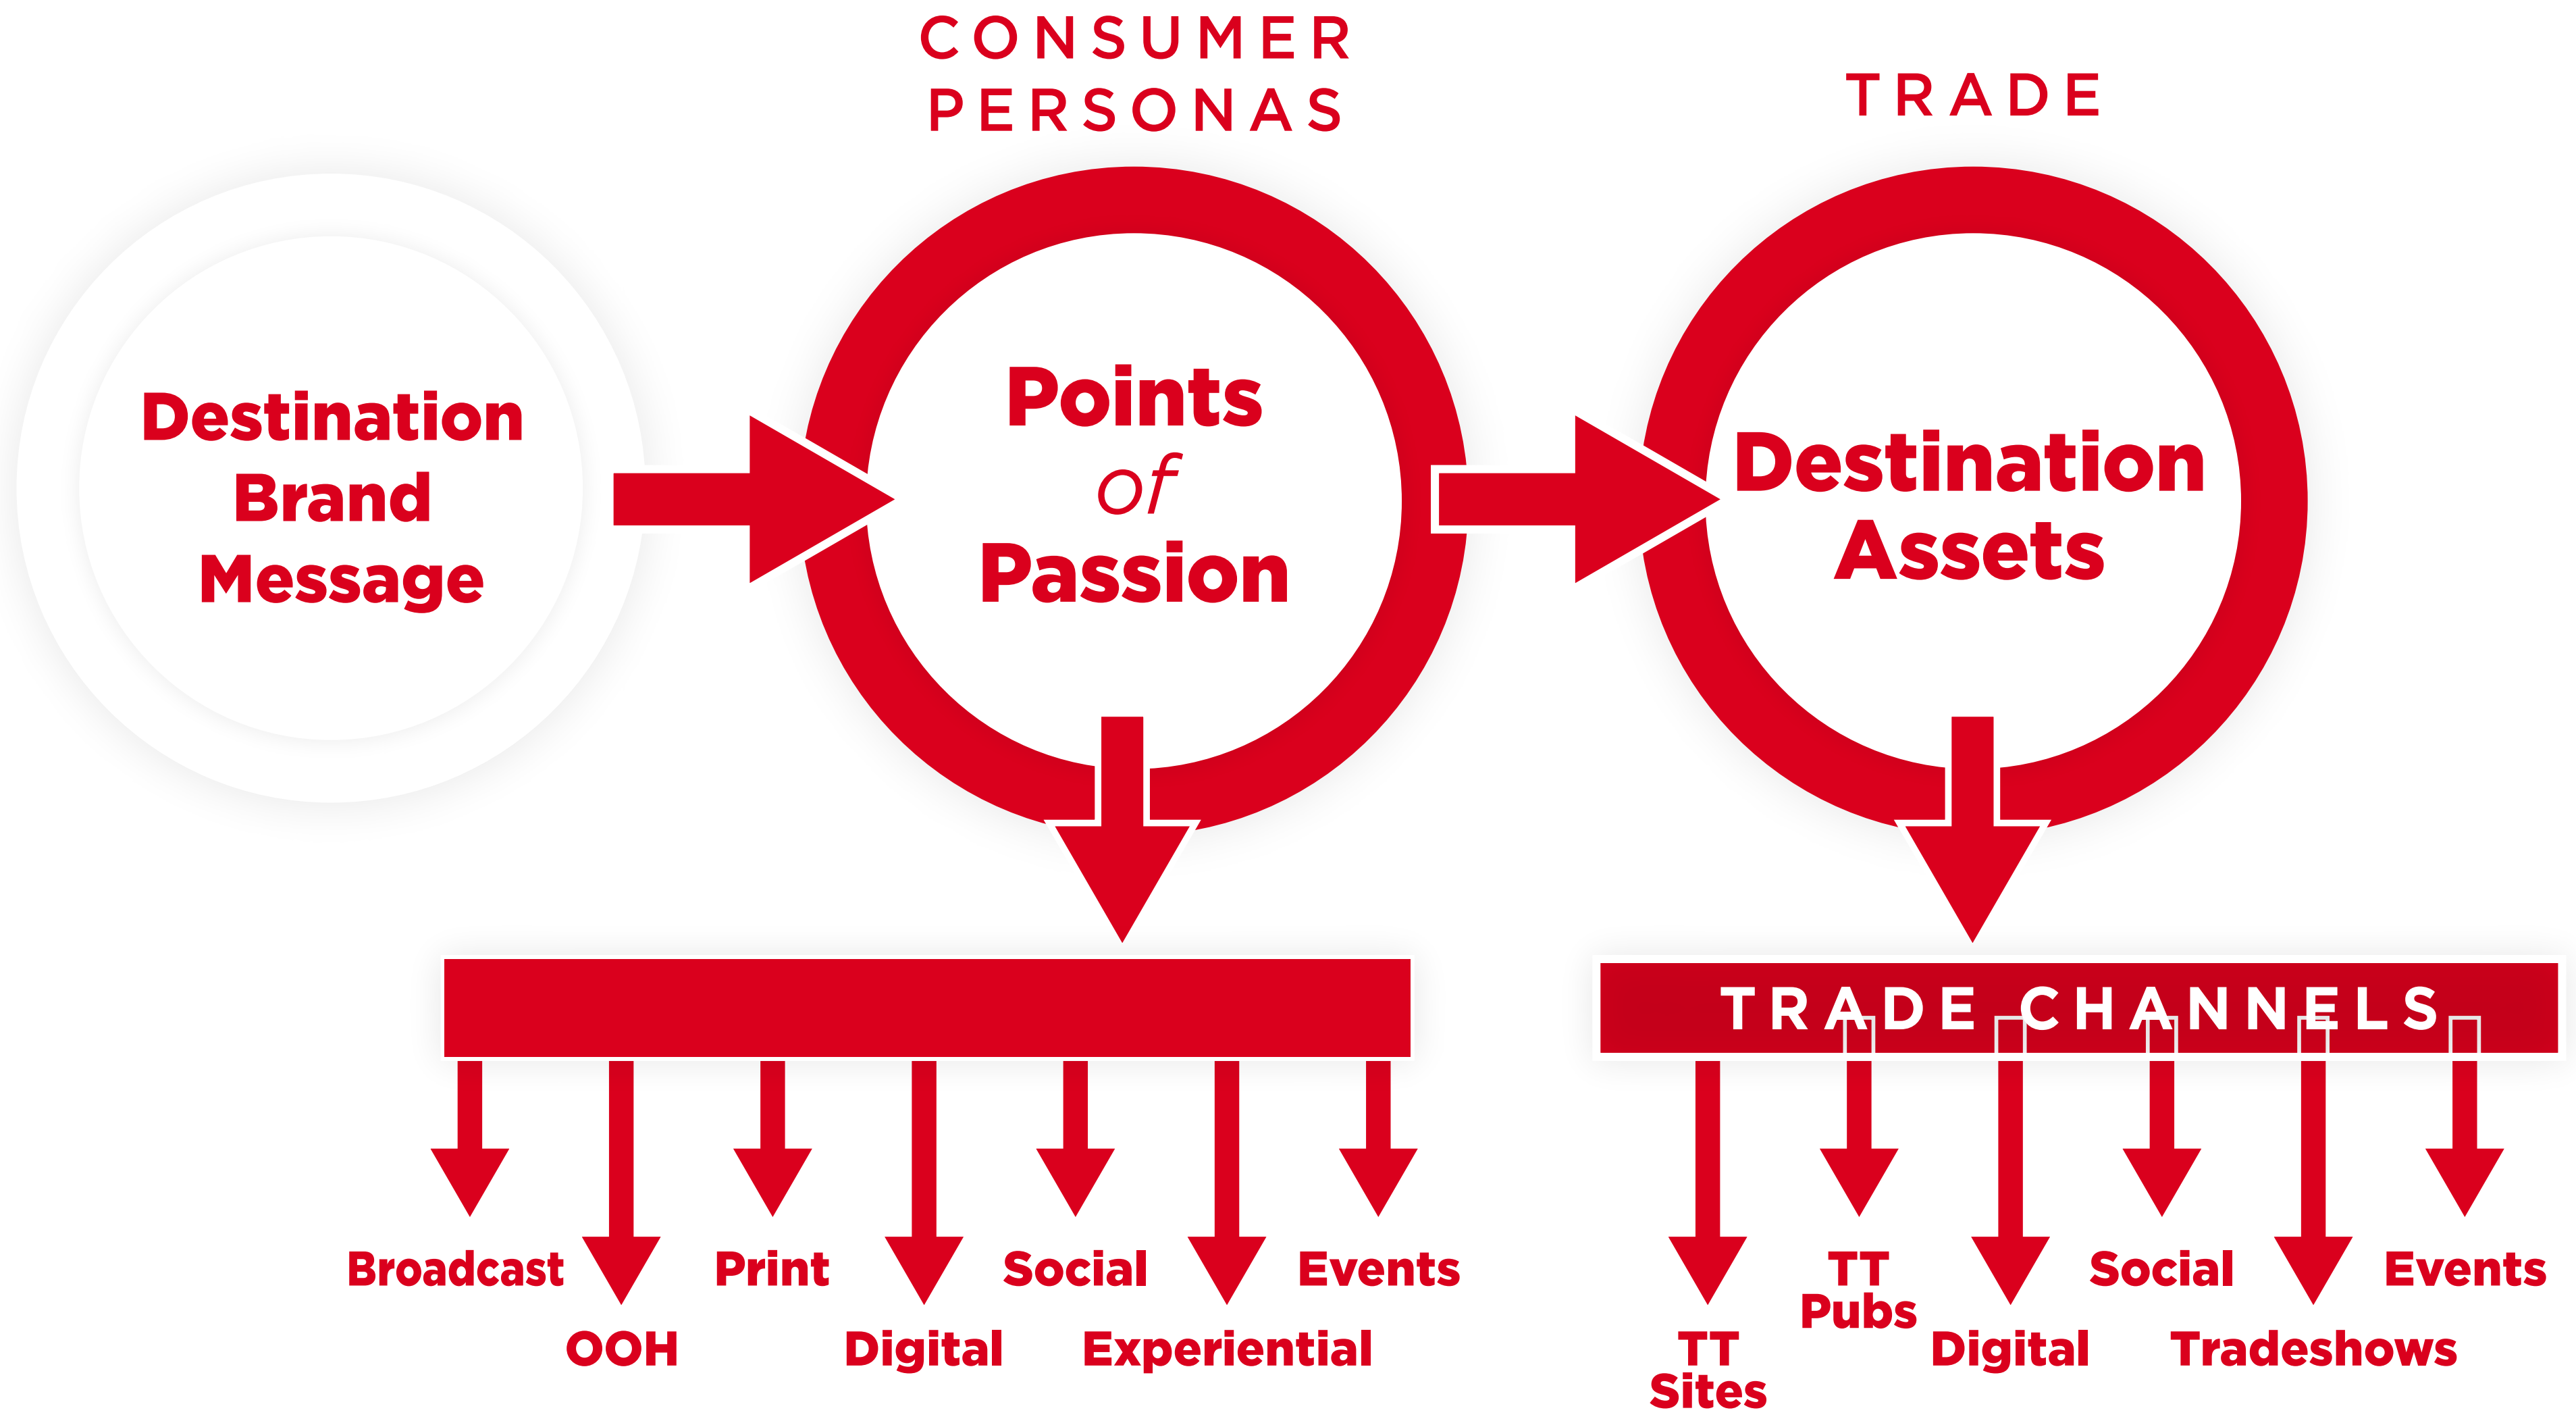 CONSUMER
PERSONAS
TRADE
Destination
Brand
Message
Points
of
Passion
Destination
Assets
TRADE CHANNELS
Broadcast
OOH
Print
Digital
Social
Experiential
Events
TT
Sites
TT
Pubs
Digital
Social
Tradeshows
Events